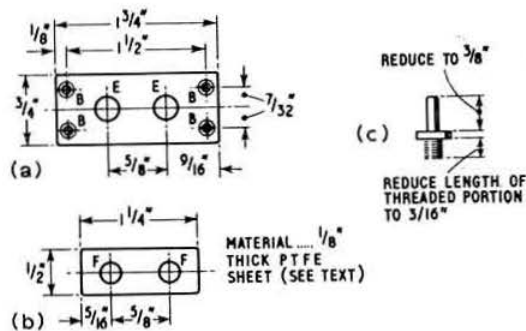 1 3/4"
1/8"
1 1/2"
3/4"
B E E B
B B
7/32"
5/8"
9/16"
(a)
1 1/4"
1/2"
F F
5/16"
5/8"
(b)
MATERIAL .... 1/8"
THICK PTFE
SHEET (SEE TEXT)
REDUCE TO 3/8"
(c)
REDUCE LENGTH OF
THREADED PORTION
TO 3/16"